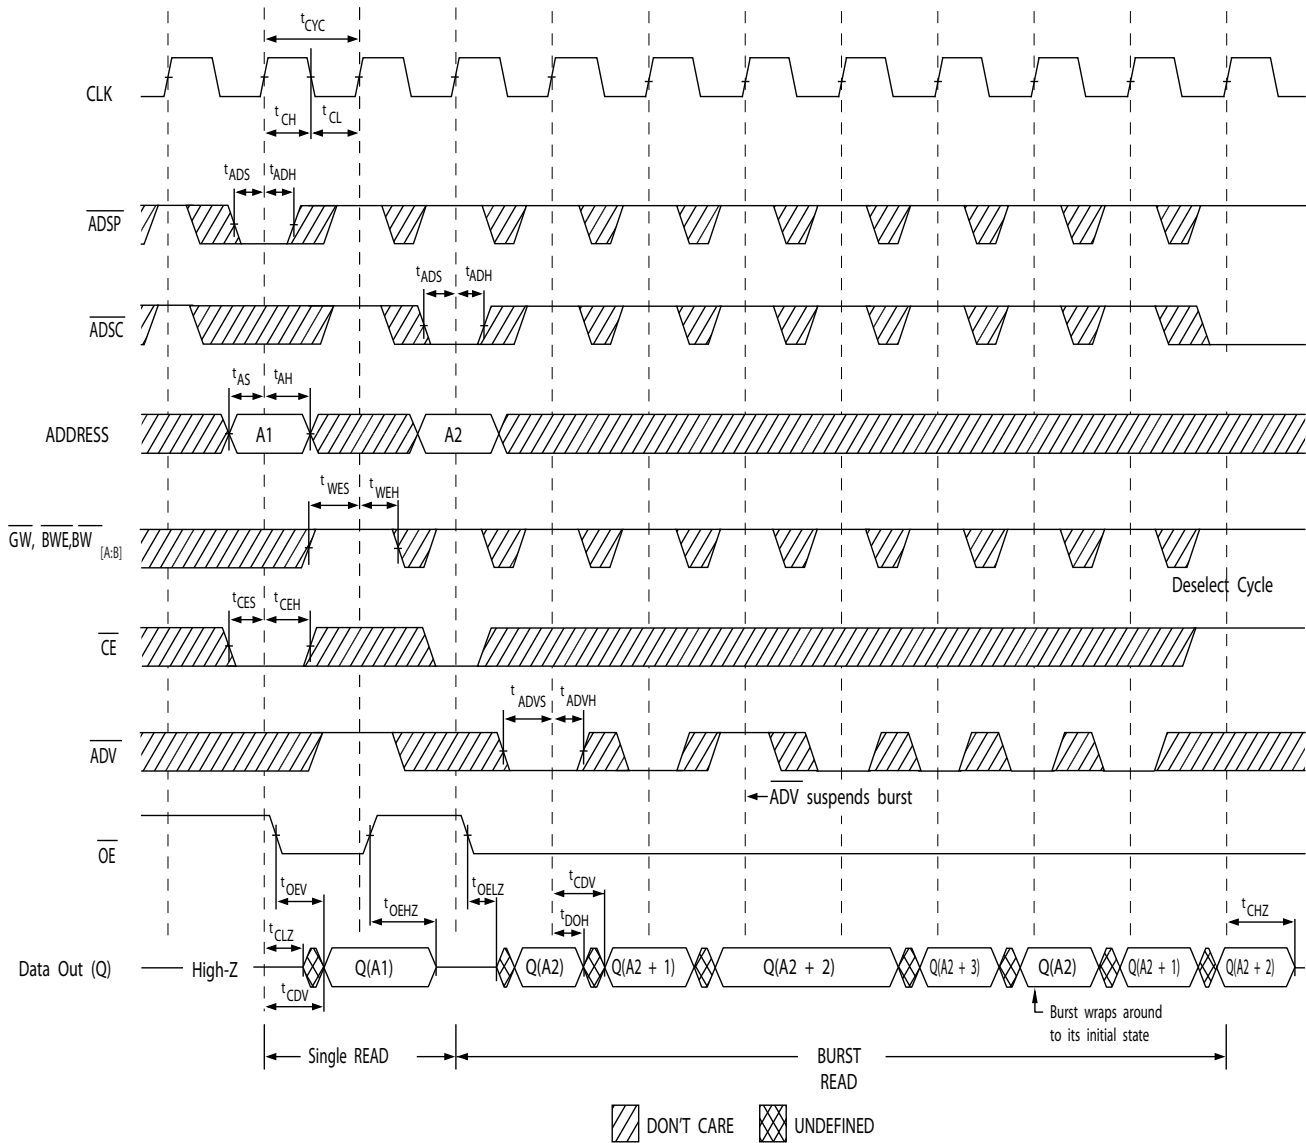 tCYC
CLK
tCH tCL
tADS tADH
ADSP
tADS tADH
ADSC
tAS tAH
ADDRESS A1 A2
tWES tWEH
GW, BWE,BW [A:B]
Deselect Cycle
tCES tCEH
CE
tADVS tADVH
ADV
ADV suspends burst
OE
tOEV tOEHZ tOELZ tCDV tCHZ
tCLZ tDOH
Data Out (Q) High-Z Q(A1) Q(A2) Q(A2 + 1) Q(A2 + 2) Q(A2 + 3) Q(A2) Q(A2 + 1) Q(A2 + 2)
tCDV
Burst wraps around
to its initial state
Single READ BURST
READ
DON'T CARE UNDEFINED